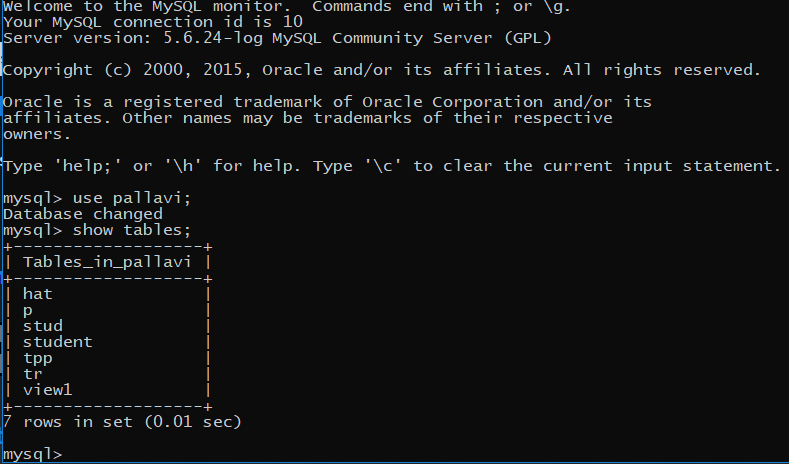 Welcome to the MySQL monitor.  Commands end with ; or \g.
Your MySQL connection id is 10
Server version: 5.6.24-log MySQL Community Server (GPL)
Copyright (c) 2000, 2015, Oracle and/or its affiliates. All rights reserved.
Oracle is a registered trademark of Oracle Corporation and/or its
affiliates. Other names may be trademarks of their respective
owners.
Type 'help;' or '\h' for help. Type '\c' to clear the current input statement.
mysql> use pallavi;
Database changed
mysql> show tables;
+-------------------+
| Tables_in_pallavi |
+-------------------+
| hat               |
| p                 |
| stud              |
| student           |
| tpp               |
| tr                |
| view1             |
+-------------------+
7 rows in set (0.01 sec)
mysql>